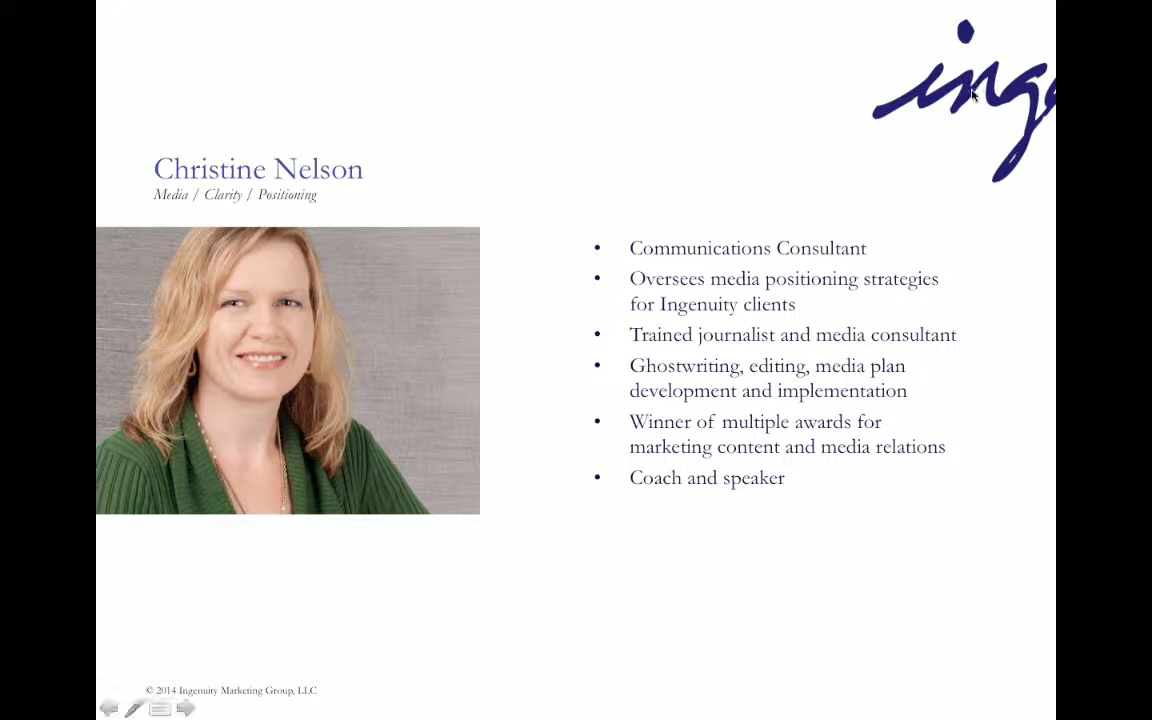 inge
Christine Nelson
Media / Clarity / Positioning
• Communications Consultant
• Oversees media positioning strategies
for Ingenuity clients
• Trained journalist and media consultant
• Ghostwriting, editing, media plan
development and implementation
• Winner of multiple awards for
marketing content and media relations
• Coach and speaker
© 2014 Ingenuity Marketing Group, LLC